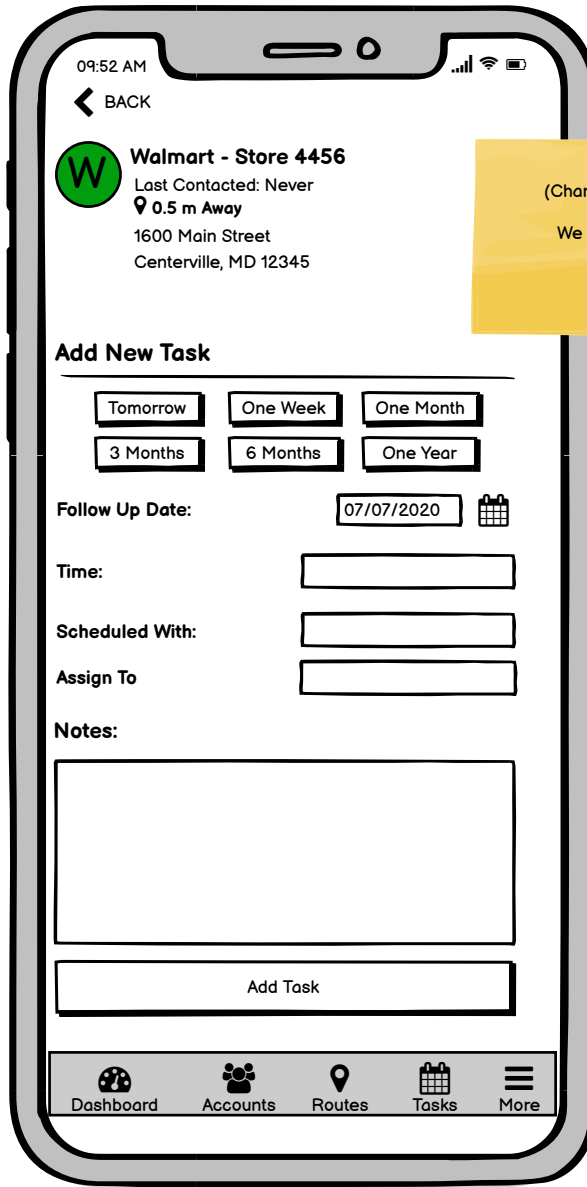 09:52 AM
BACK
W
Walmart - Store 4456
Last Contacted: Never
0.5 m Away
1600 Main Street
Centerville, MD 12345
We
Add New Task
Tomorrow One Week One Month
3 Months 6 Months One Year
Follow Up Date: 07/07/2020
Time:
Scheduled With:
Assign To
Notes:
Add Task
Dashboard Accounts Routes Tasks More